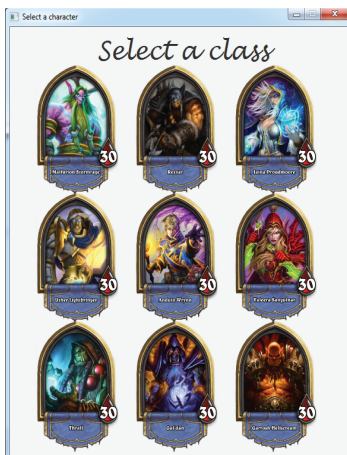 Select a character
Select a class
30
30
30
Malfurion Stormrage
Rexxar
Jaina Proudmoore
30
30
30
Uther Lightbringer
Anduin Wrynn
Valeera Sanguinar
30
30
30
Thrall
Gul'dan
Garrosh Hellscream